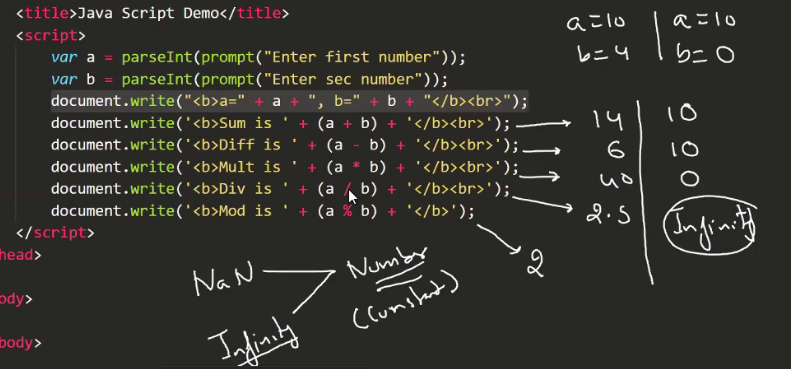 <title>Java Script Demo</title>
<script>
var a = parseInt(prompt("Enter first number"));
var b = parseInt(prompt("Enter sec number"));
document.write("<b>a=" + a + ", b=" + b + "</b><br>");
document.write('<b>Sum is ' + (a + b) + '</b><br>');
document.write('<b>Diff is ' + (a - b) + '</b><br>');
document.write('<b>Mult is ' + (a * b) + '</b><br>');
document.write('<b>Div is ' + (a / b) + '</b><br>');
document.write('<b>Mod is ' + (a % b) + '</b>');
</script>
head>
ody>
body>
a=10
b=4
a=10
b=0
14 10
6 10
40 0
2.5 Infinity
2
NaN
Number
(Constant)
Infinity